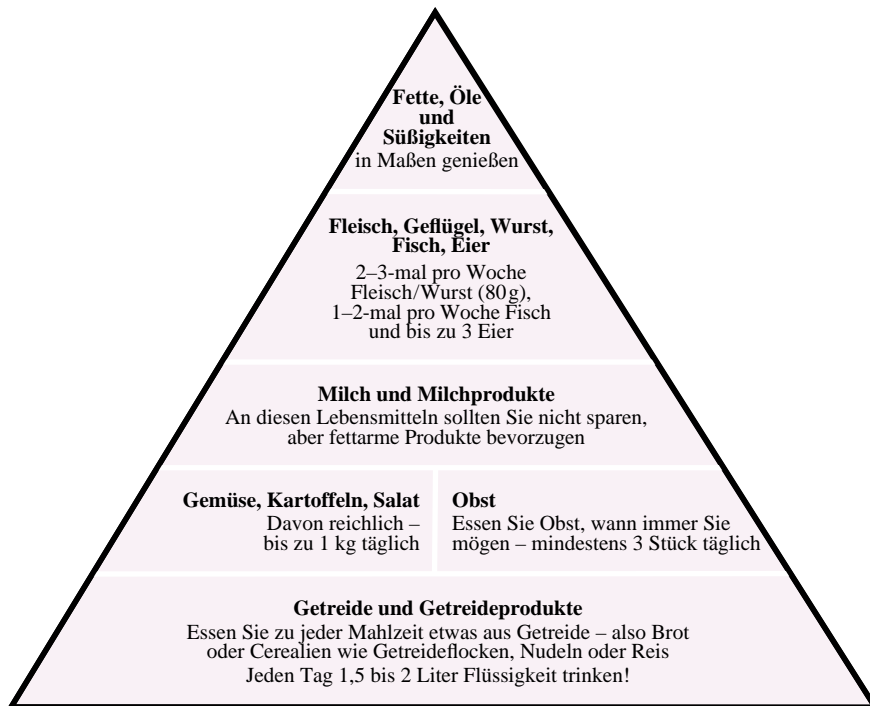 Fette, Öle
und
Süßigkeiten
in Maßen genießen
Fleisch, Geflügel, Wurst,
Fisch, Eier
2–3-mal pro Woche
Fleisch/Wurst (80 g),
1–2-mal pro Woche Fisch
und bis zu 3 Eier
Milch und Milchprodukte
An diesen Lebensmitteln sollten Sie nicht sparen,
aber fettarme Produkte bevorzugen
Gemüse, Kartoffeln, Salat
Davon reichlich –
bis zu 1 kg täglich
Obst
Essen Sie Obst, wann immer Sie
mögen – mindestens 3 Stück täglich
Getreide und Getreideprodukte
Essen Sie zu jeder Mahlzeit etwas aus Getreide – also Brot
oder Cerealien wie Getreideflocken, Nudeln oder Reis
Jeden Tag 1,5 bis 2 Liter Flüssigkeit trinken!